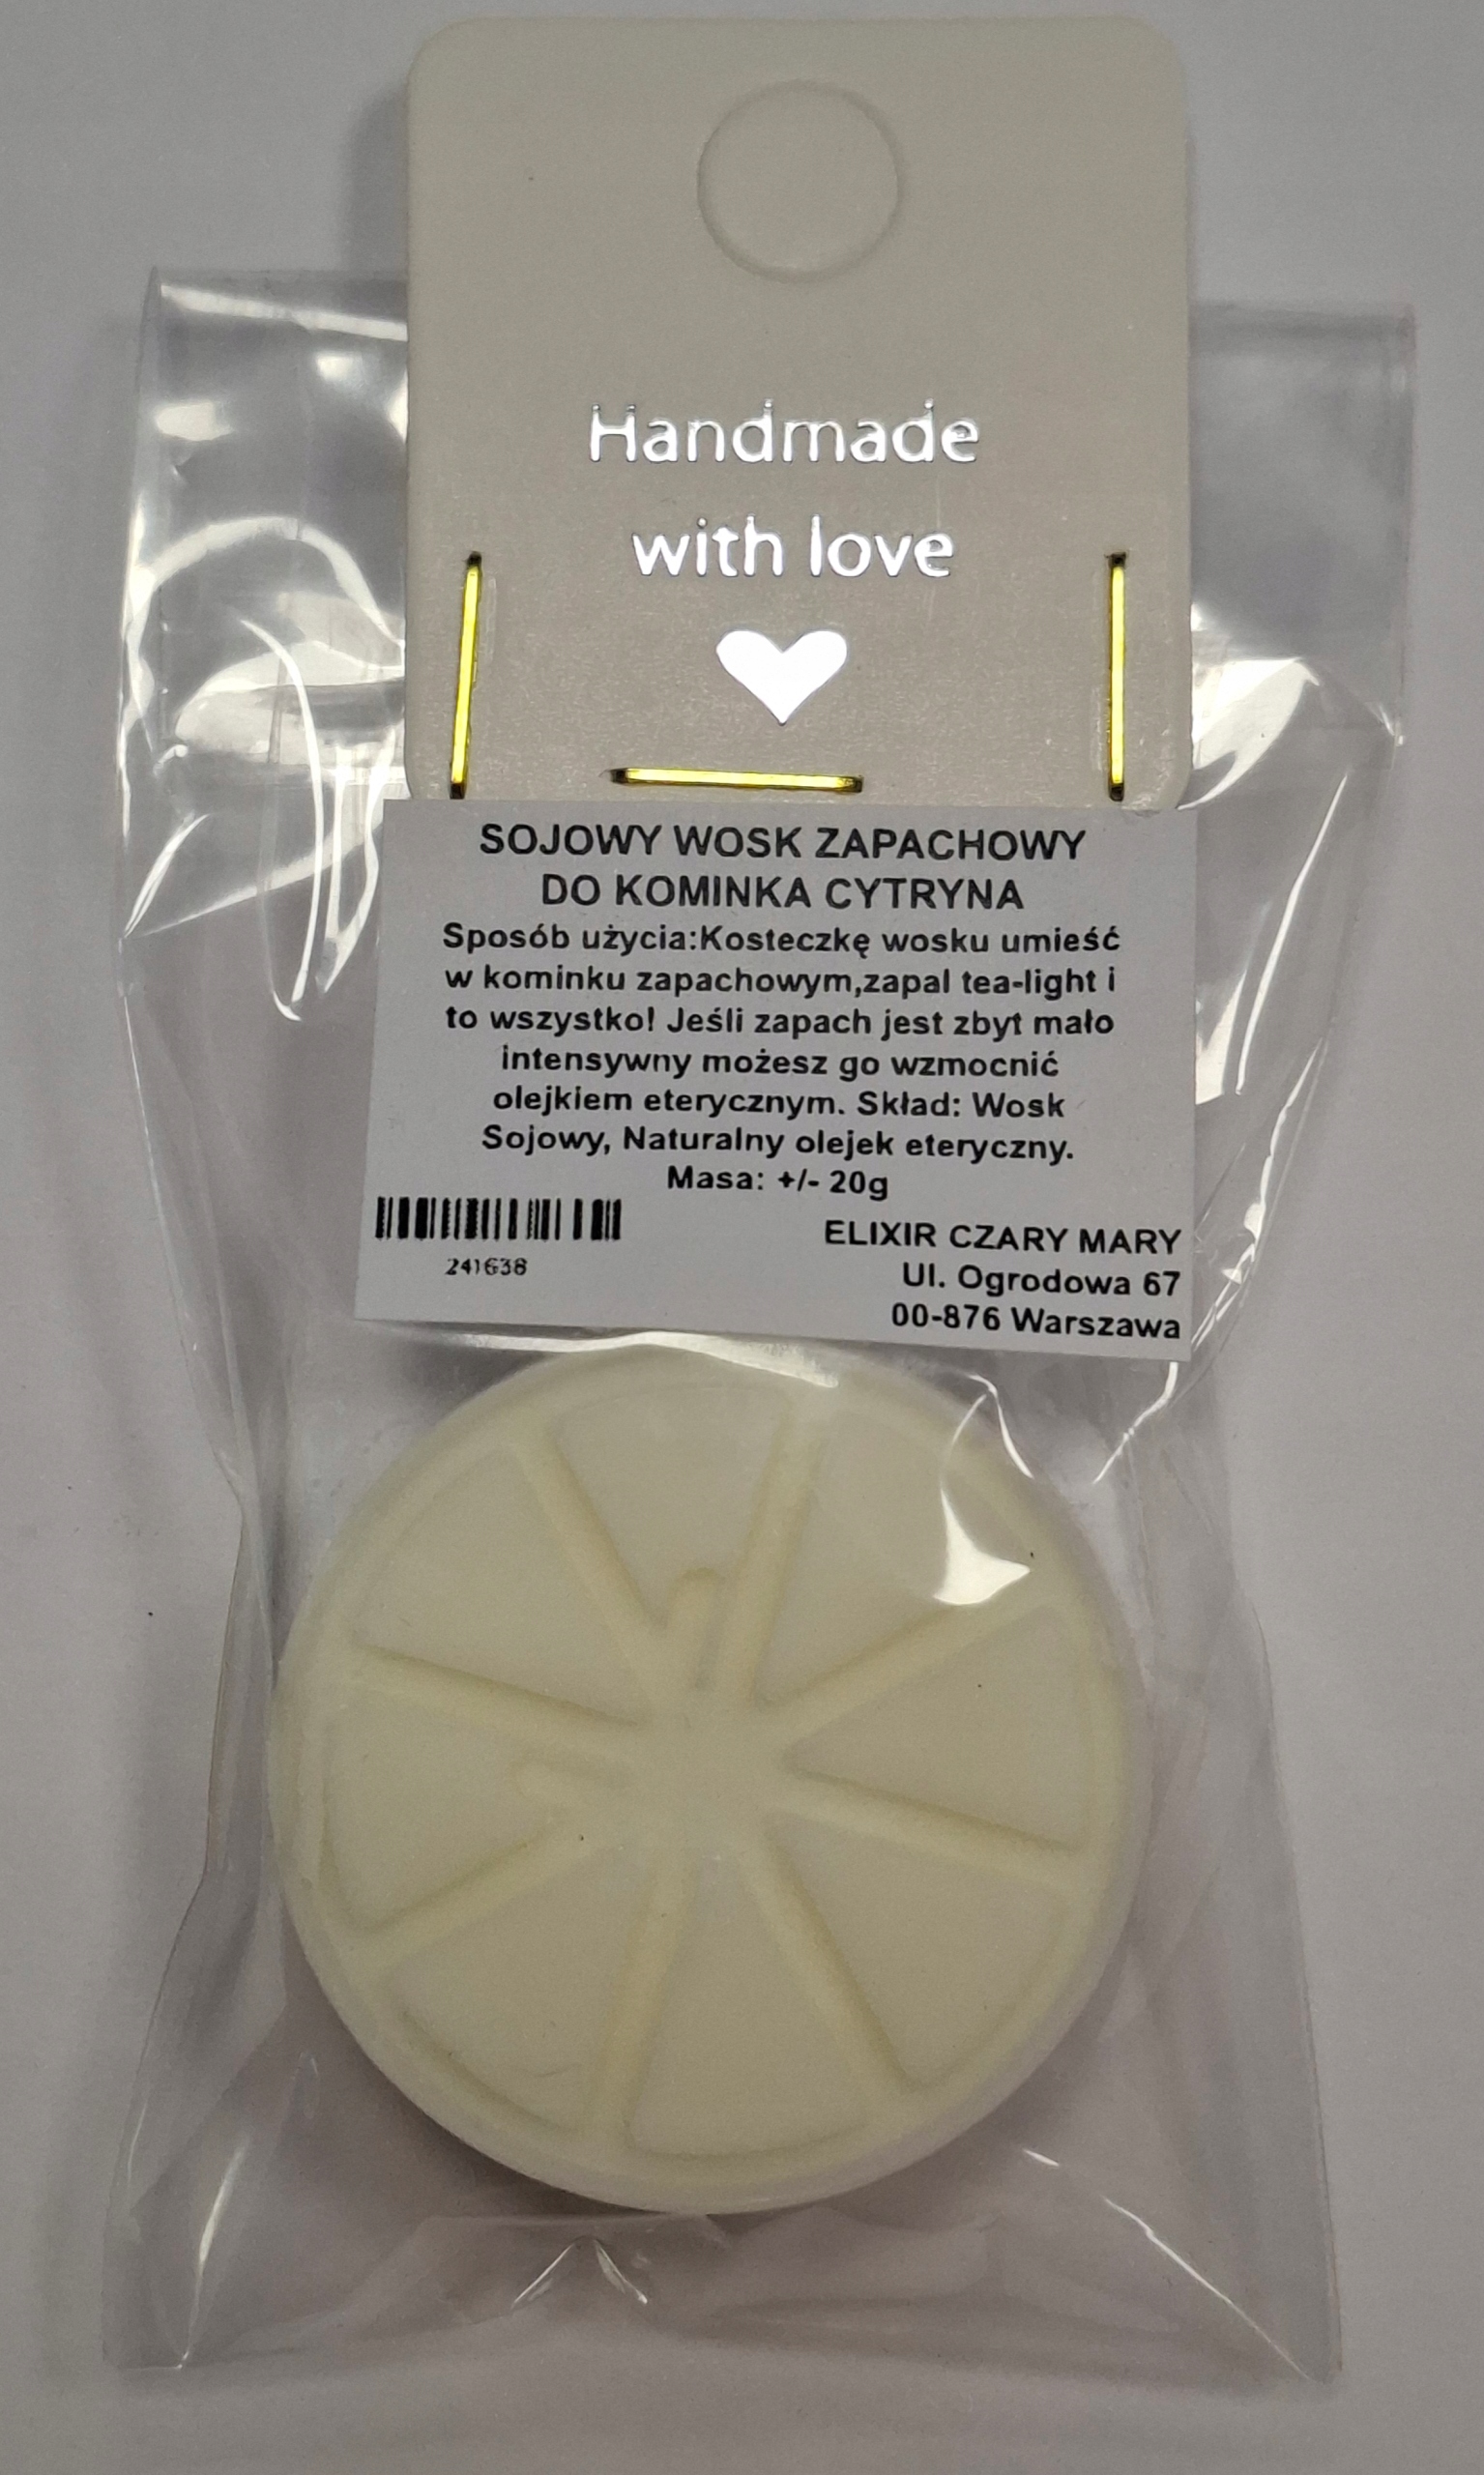 Handmade
with love
SOJOWY WOSK ZAPACHOWY
DO KOMINKA CYTRYNA
Sposób użycia:Kosteczkę wosku umieść
w kominku zapachowym,zapal tea-light i
to wszystko! Jeśli zapach jest zbyt mało
intensywny możesz go wzmocnić
olejkiem eterycznym. Skład: Wosk
Sojowy, Naturalny olejek eteryczny.
Masa: +/- 20g
241638
ELIXIR CZARY MARY
Ul. Ogrodowa 67
00-876 Warszawa